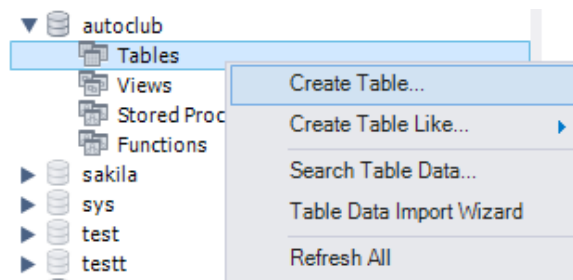 autoclub
Tables
Views
Stored Proc
Functions
sakila
sys
test
testt
Create Table...
Create Table Like...
Search Table Data...
Table Data Import Wizard
Refresh All